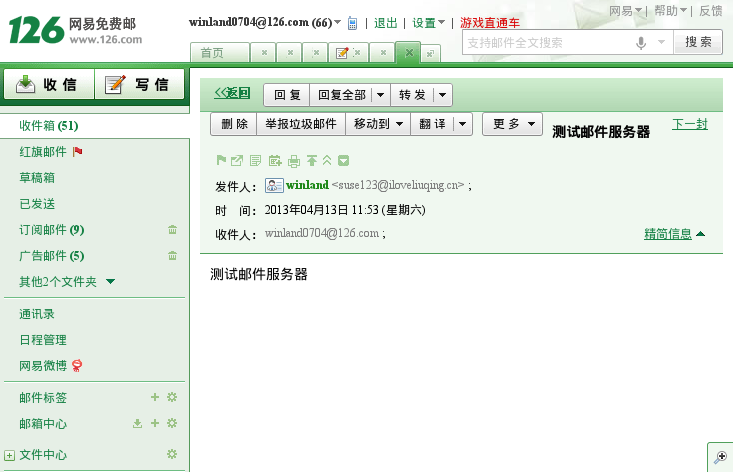 126 网易免费邮 winland0704@126.com (66) | 退出 | 设置 | 游戏直通车 网易 | 帮助 | 反馈
www.126.com
首页 支持邮件全文搜索 搜 索
收 信 写 信
<<返回 回 复 回复全部 转 发
删 除 举报垃圾邮件 移动到 翻 译 更 多 测试邮件服务器 下一封
收件箱 (51)
红旗邮件
草稿箱
已发送
订阅邮件 (9)
广告邮件 (5)
其他2个文件夹
通讯录
日程管理
网易微博
邮件标签
邮箱中心
文件中心
发件人： winland <suse123@iloveliuqing.cn> ;
时 间： 2013年04月13日 11:53 (星期六)
收件人： winland0704@126.com ;
精简信息
测试邮件服务器